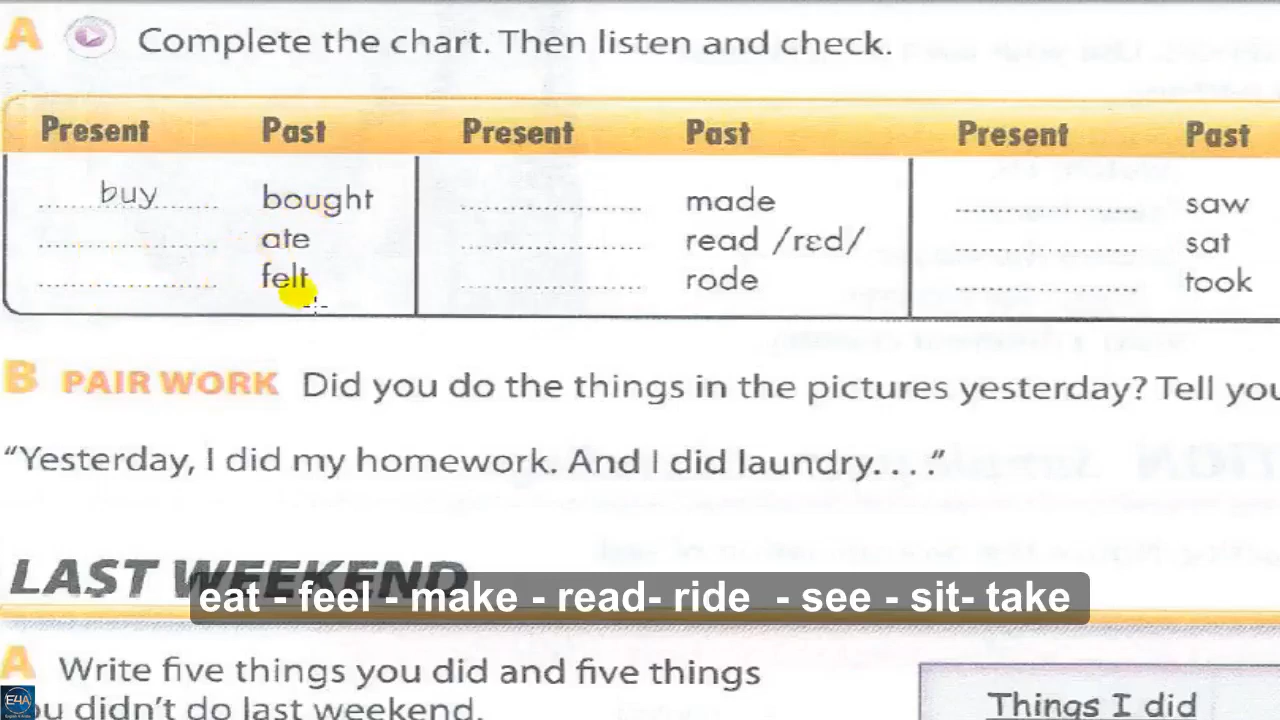 A Complete the chart. Then listen and check.
Present Past Present Past Present Past
buy bought made saw
ate read /rɛd/ sat
felt rode took
B PAIR WORK Did you do the things in the pictures yesterday? Tell you
“Yesterday, I did my homework. And I did laundry. . . .”
LAST WEEKEND
eat - feel - make - read- ride - see - sit- take
A Write five things you did and five things
ou didn’t do last weekend.
Things I did
E4A